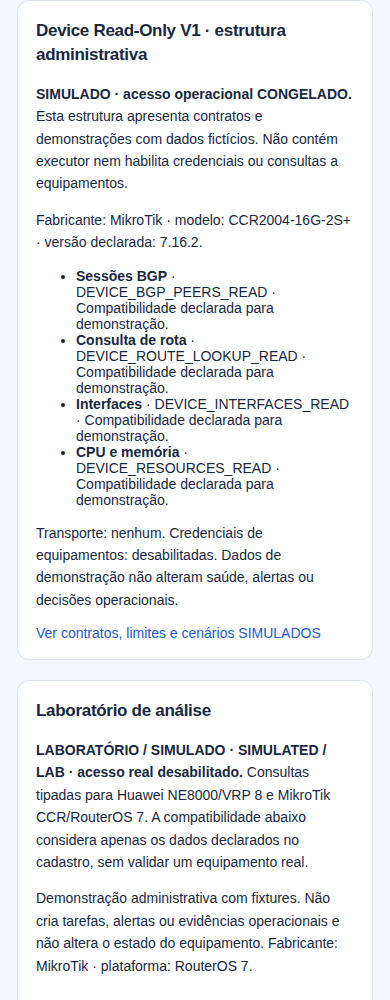 Device Read-Only V1 · estrutura
administrativa
SIMULADO · acesso operacional CONGELADO.
Esta estrutura apresenta contratos e
demonstrações com dados fictícios. Não contém
executor nem habilita credenciais ou consultas a
equipamentos.
Fabricante: MikroTik · modelo: CCR2004-16G-2S+
· versão declarada: 7.16.2.
• Sessões BGP ·
DEVICE_BGP_PEERS_READ ·
Compatibilidade declarada para
demonstração.
• Consulta de rota ·
DEVICE_ROUTE_LOOKUP_READ ·
Compatibilidade declarada para
demonstração.
• Interfaces · DEVICE_INTERFACES_READ
· Compatibilidade declarada para
demonstração.
• CPU e memória ·
DEVICE_RESOURCES_READ ·
Compatibilidade declarada para
demonstração.
Transporte: nenhum. Credenciais de
equipamentos: desabilitadas. Dados de
demonstração não alteram saúde, alertas ou
decisões operacionais.
Ver contratos, limites e cenários SIMULADOS
Laboratório de análise
LABORATÓRIO / SIMULADO · SIMULATED /
LAB · acesso real desabilitado. Consultas
tipadas para Huawei NE8000/VRP 8 e MikroTik
CCR/RouterOS 7. A compatibilidade abaixo
considera apenas os dados declarados no
cadastro, sem validar um equipamento real.
Demonstração administrativa com fixtures. Não
cria tarefas, alertas ou evidências operacionais e
não altera o estado do equipamento. Fabricante:
MikroTik · plataforma: RouterOS 7.